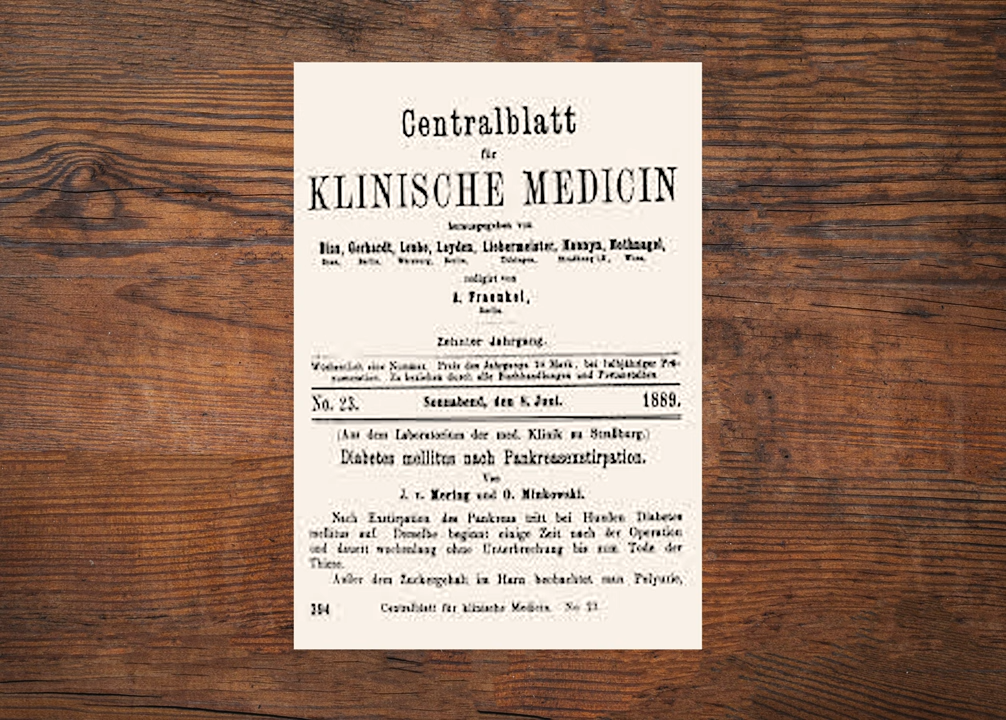 Centralblatt
für
KLINISCHE MEDICIN
herausgegeben von
Gerhardt, Leube, Leyden, Liebermeister, Naunyn, Nothnagel,
Berlin, Würzburg, Berlin, Tübingen, Wien,
redigirt von
A. Fraenkel,
Berlin.
Zehnter Jahrgang.
Wöchentlich eine Nummer. Preis des Jahrgangs Mark, bei halbjähriger Prä-
numeration. Zu beziehen durch alle Buchhandlungen und Postanstalten.
No. 23. Sonnabend, den 8. Juni. 1889.
(Aus dem Laboratorium der med. Klinik zu Straßburg.)
Diabetes mellitus nach Pankreasexstirpation.
Von
J. v. Mering und O. Minkowski.
Nach Exstirpation des Pankreas tritt bei Hunden Diabetes
mellitus auf. Derselbe beginnt einige Zeit nach der Operation
und dauert wochenlang ohne Unterbrechung bis zum Tode der
Thiere.
Außer dem Zuckergehalt im Harn beobachtet man Polyurie,
394 Centralblatt für klinische Medicin. No. 23